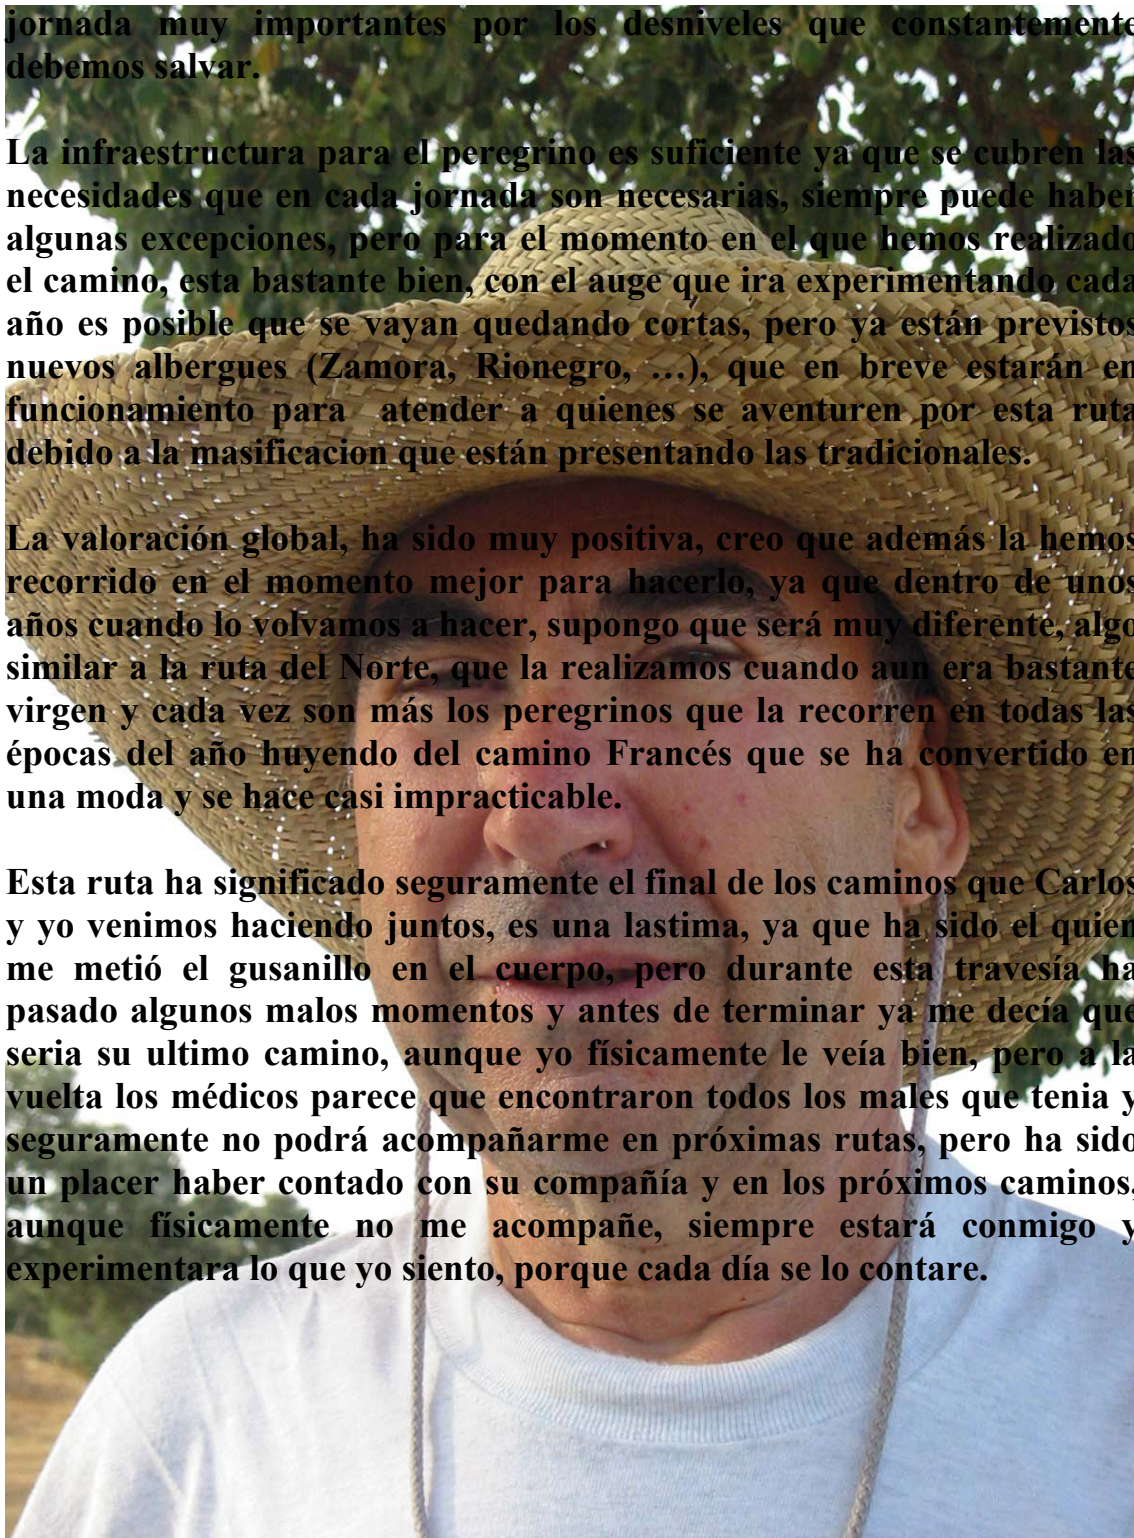 jornada muy importantes por los desniveles que constantemente
debemos salvar.
La infraestructura para el peregrino es suficiente ya que se cubren las
necesidades que en cada jornada son necesarias, siempre puede haber
algunas excepciones, pero para el momento en el que hemos realizado
el camino, esta bastante bien, con el auge que ira experimentando cada
año es posible que se vayan quedando cortas, pero ya están previstos
nuevos albergues (Zamora, Rionegro, …), que en breve estarán en
funcionamiento para atender a quienes se aventuren por esta ruta
debido a la masificacion que están presentando las tradicionales.
La valoración global, ha sido muy positiva, creo que además la hemos
recorrido en el momento mejor para hacerlo, ya que dentro de unos
años cuando lo volvamos a hacer, supongo que será muy diferente, algo
similar a la ruta del Norte, que la realizamos cuando aun era bastante
virgen y cada vez son más los peregrinos que la recorren en todas las
épocas del año huyendo del camino Francés que se ha convertido en
una moda y se hace casi impracticable.
Esta ruta ha significado seguramente el final de los caminos que Carlos
y yo venimos haciendo juntos, es una lastima, ya que ha sido el quien
me metió el gusanillo en el cuerpo, pero durante esta travesía ha
pasado algunos malos momentos y antes de terminar ya me decía que
seria su ultimo camino, aunque yo físicamente le veía bien, pero a la
vuelta los médicos parece que encontraron todos los males que tenia y
seguramente no podrá acompañarme en próximas rutas, pero ha sido
un placer haber contado con su compañía y en los próximos caminos,
aunque físicamente no me acompañe, siempre estará conmigo y
experimentara lo que yo siento, porque cada día se lo contare.